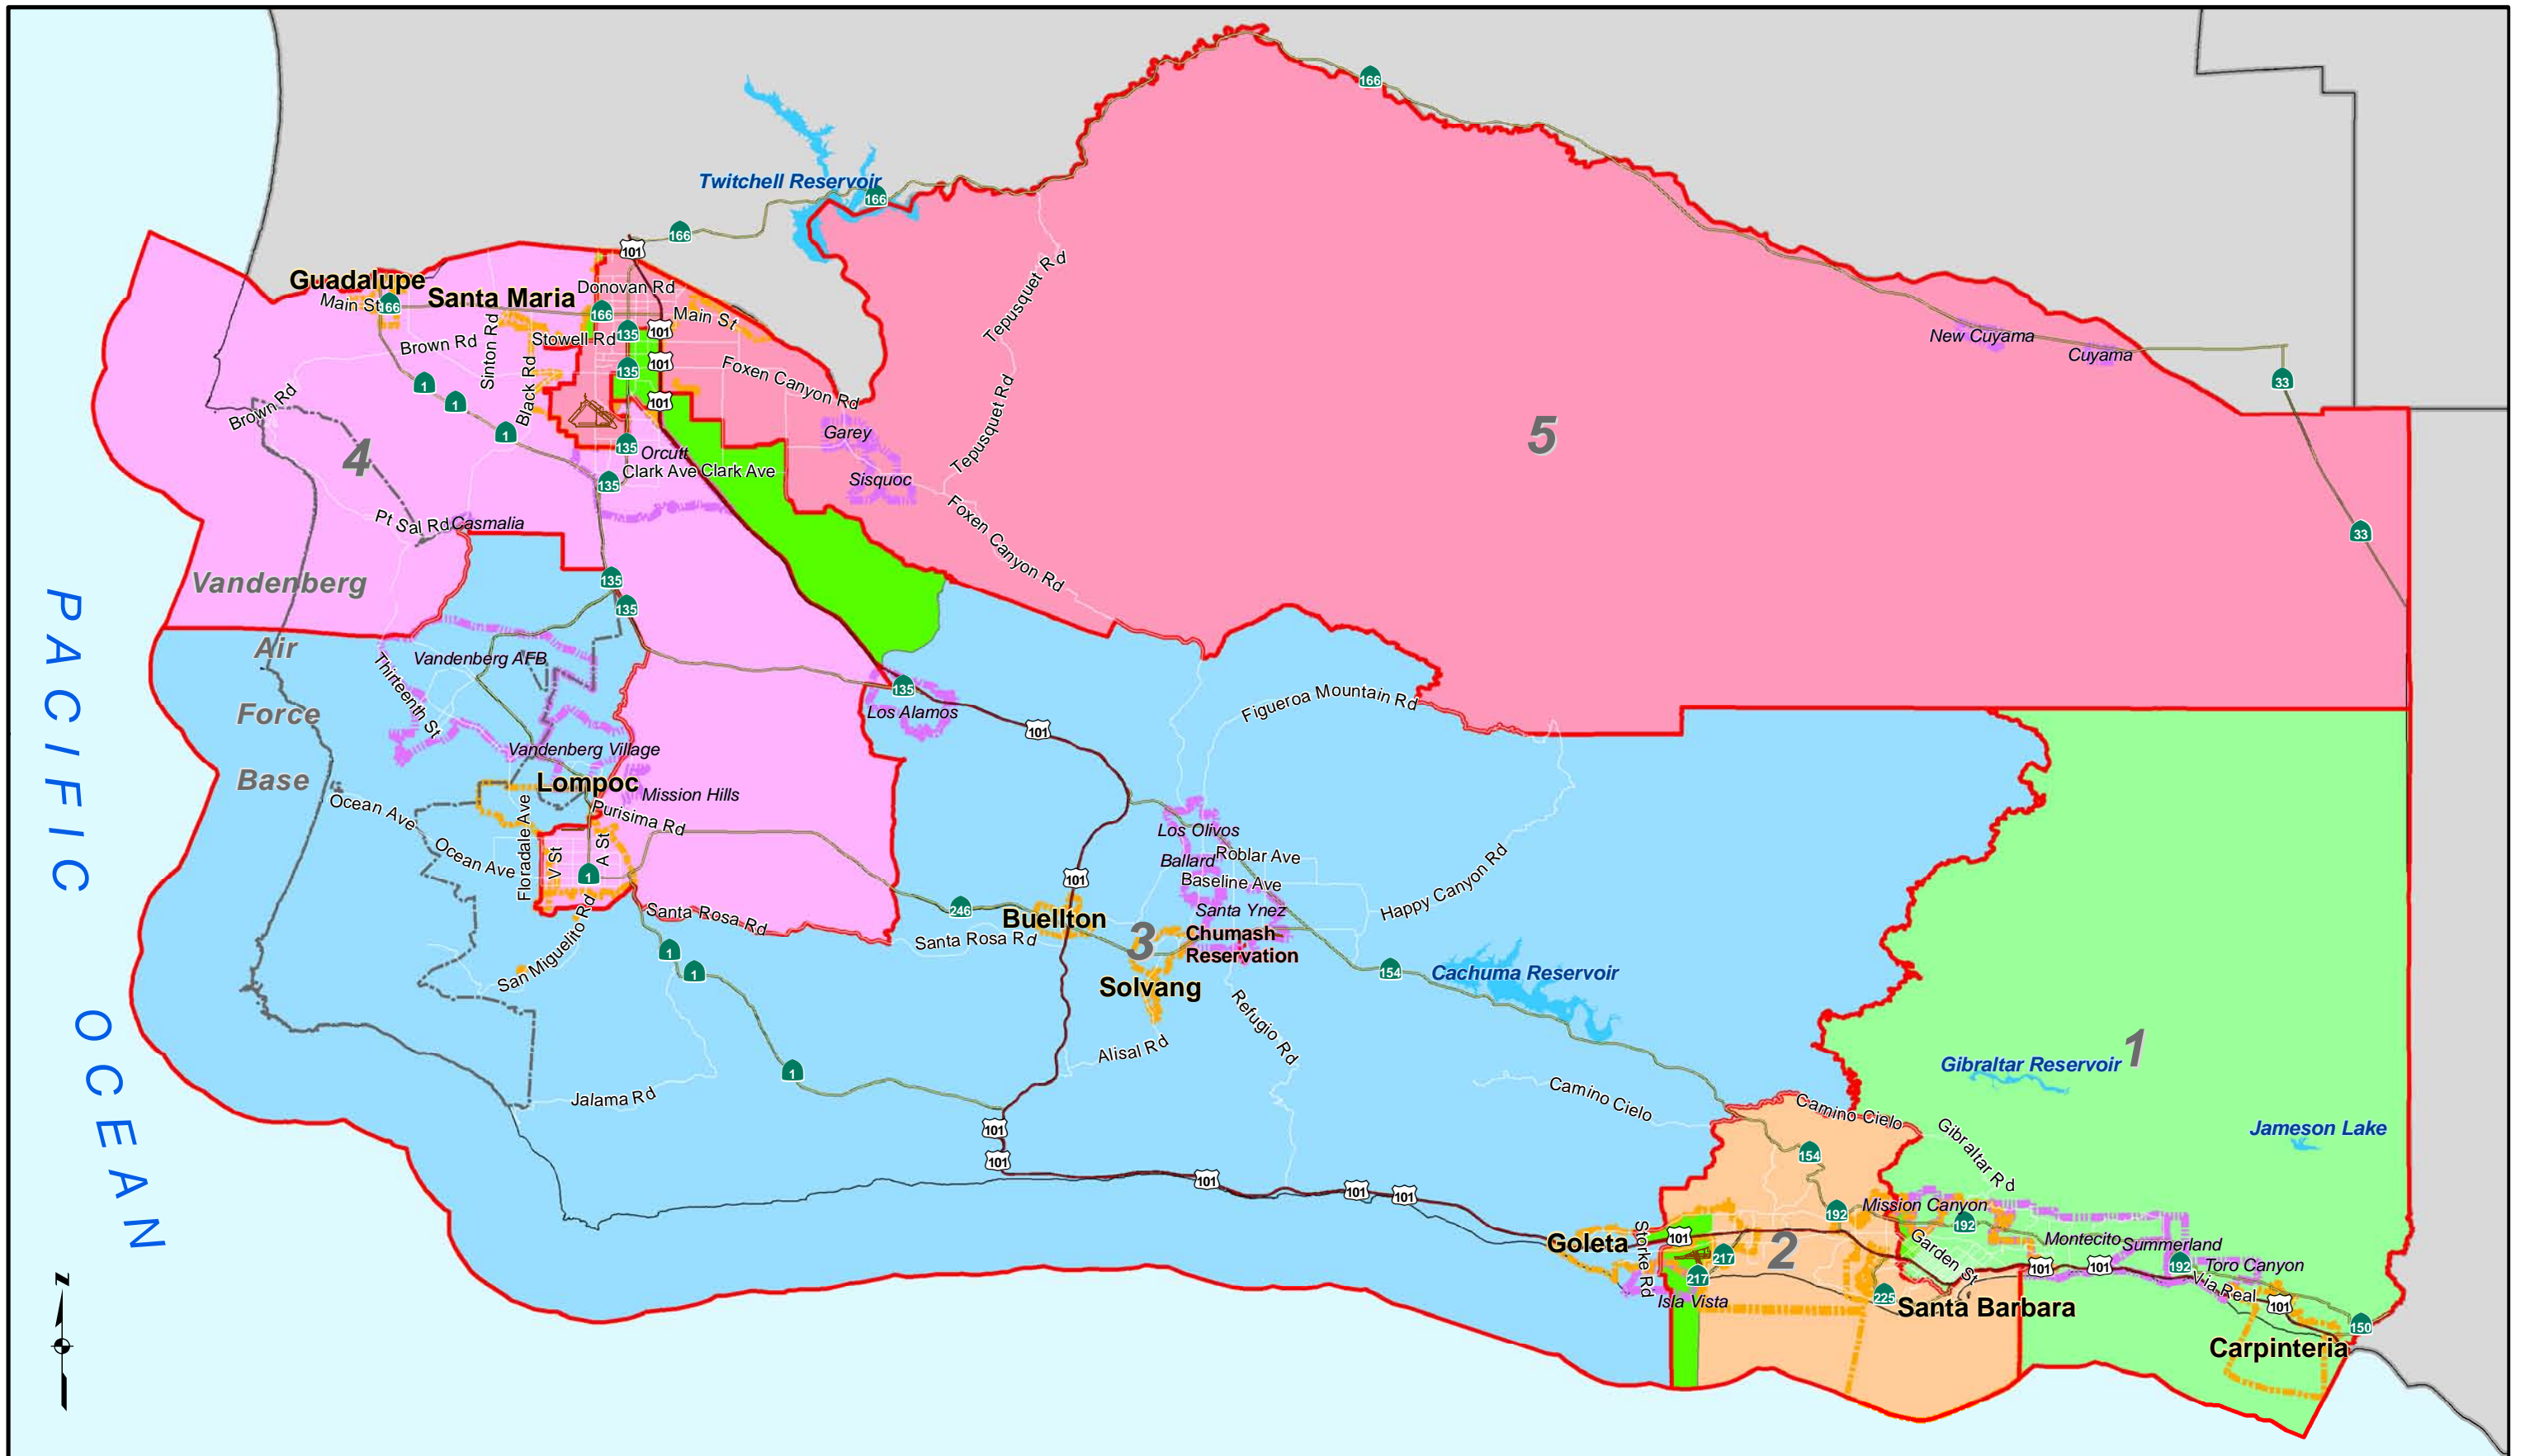 166
Twitchell Reservoir
166
166
101
Guadalupe
Santa Maria
Donovan Rd
Main St
166
166
Main St
135
101
Stowell Rd
Brown Rd
Sinton Rd
Black Rd
135
101
101
Foxen Canyon Rd
Tepusquet Rd
Tepusquet Rd
New Cuyama
Cuyama
33
33
1
1
1
Brown Rd
4
5
135
Orcutt
Clark Ave
Clark Ave
135
Garey
Sisquoc
Foxen Canyon Rd
Pt Sal Rd
Casmalia
135
135
Vandenberg
Air
Force
Base
PACIFIC
OCEAN
Vandenberg AFB
Thirteenth St
Vandenberg Village
Lompoc
Mission Hills
Purisima Rd
Ocean Ave
Ocean Ave
Floradale Ave
V St
A St
1
San Miguelito Rd
Santa Rosa Rd
135
Los Alamos
101
Figueroa Mountain Rd
Los Olivos
Ballard
Roblar Ave
Baseline Ave
Santa Ynez
Happy Canyon Rd
101
246
Buellton
Santa Rosa Rd
3
Chumash
Reservation
Solvang
154
Cachuma Reservoir
Refugio Rd
Alisal Rd
1
1
1
Jalama Rd
101
101
101
101
101
Camino Cielo
Camino Cielo
Gibraltar Reservoir
1
Jameson Lake
Gibraltar Rd
154
192
Mission Canyon
192
Goleta
Storke Rd
101
217
217
2
Isla Vista
225
Garden St
Santa Barbara
Montecito
Summerland
101
101
192
Toro Canyon
Via Real
101
150
Carpinteria
N